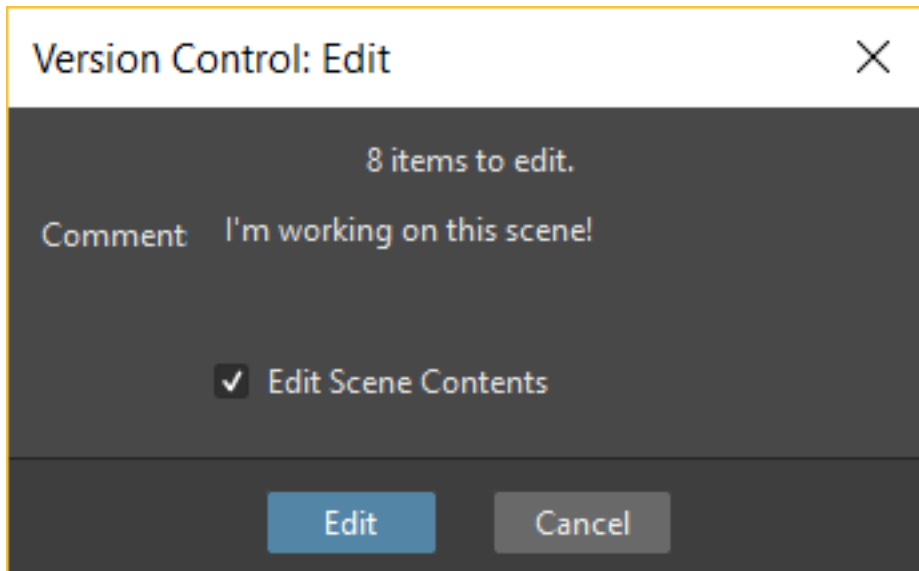 Version Control: Edit
8 items to edit.
Comment I'm working on this scene!
Edit Scene Contents
Edit Cancel